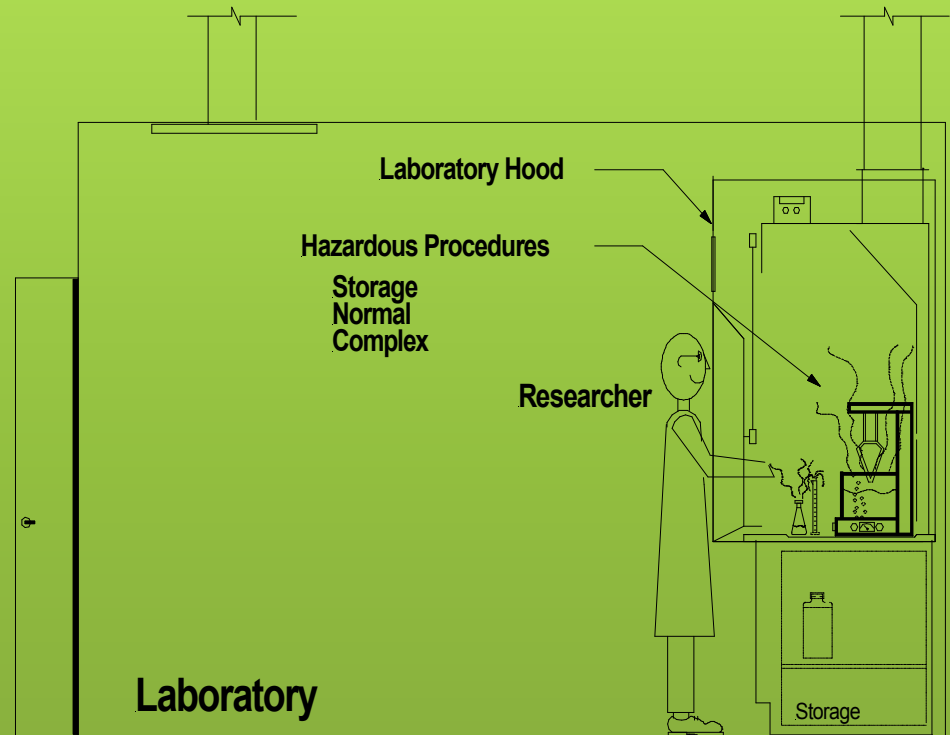 Laboratory Hood
Hazardous Procedures
Storage
Normal
Complex
Researcher
Laboratory
Storage